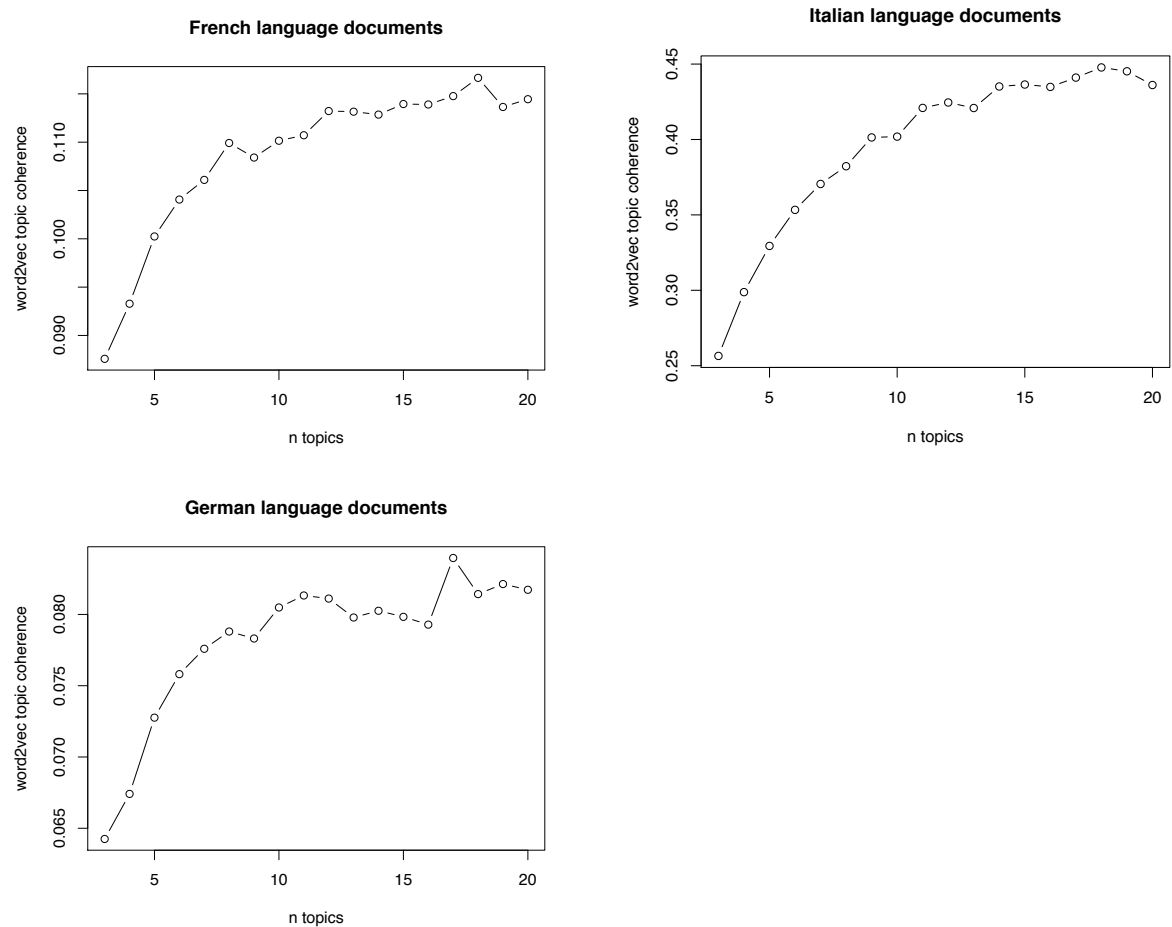 French language documents
word2vec topic coherence
0.090
0.100
0.110
5 10 15 20
n topics
Italian language documents
word2vec topic coherence
0.25
0.30
0.35
0.40
0.45
5 10 15 20
n topics
German language documents
word2vec topic coherence
0.065
0.070
0.075
0.080
5 10 15 20
n topics